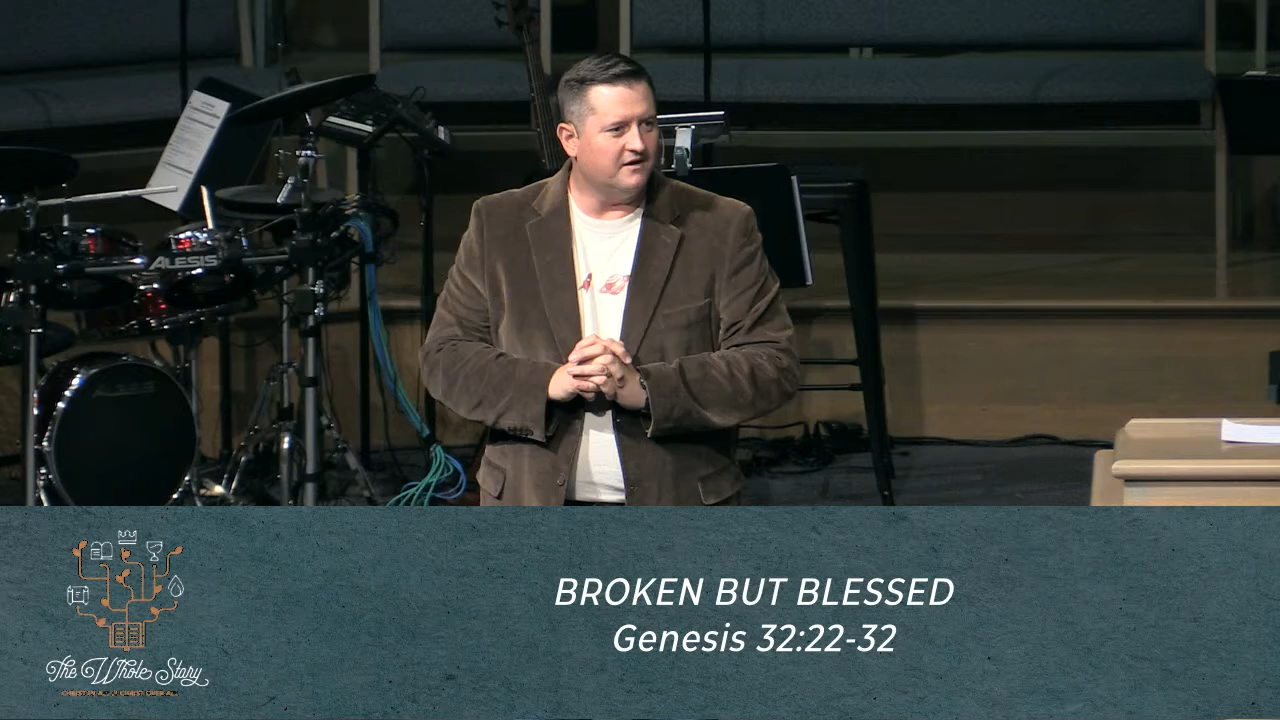 ALESIS
BROKEN BUT BLESSED
Genesis 32:22-32
The Whole Story